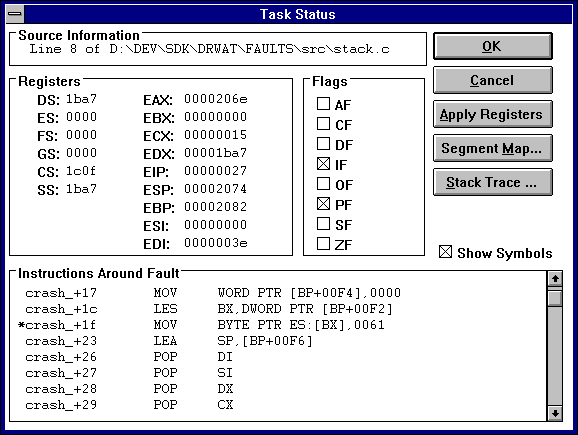 Task Status
Source Information
Line 8 of D:\DEV\SDK\DRWAT\FAULTS\src\stack.c
OK
Cancel
Apply Registers
Segment Map...
Stack Trace ...
Registers
DS: 1ba7 EAX: 0000206e
ES: 0000 EBX: 00000000
FS: 0000 ECX: 00000015
GS: 0000 EDX: 00001ba7
CS: 1c0f EIP: 00000027
SS: 1ba7 ESP: 00002074
EBP: 00002082
ESI: 00000000
EDI: 0000003e
Flags
AF
CF
DF
IF
OF
PF
SF
ZF
Show Symbols
Instructions Around Fault
crash_+17 MOV WORD PTR [BP+00F4],0000
crash_+1c LES BX,DWORD PTR [BP+00F2]
*crash_+1f MOV BYTE PTR ES:[BX],0061
crash_+23 LEA SP,[BP+00F6]
crash_+26 POP DI
crash_+27 POP SI
crash_+28 POP DX
crash_+29 POP CX